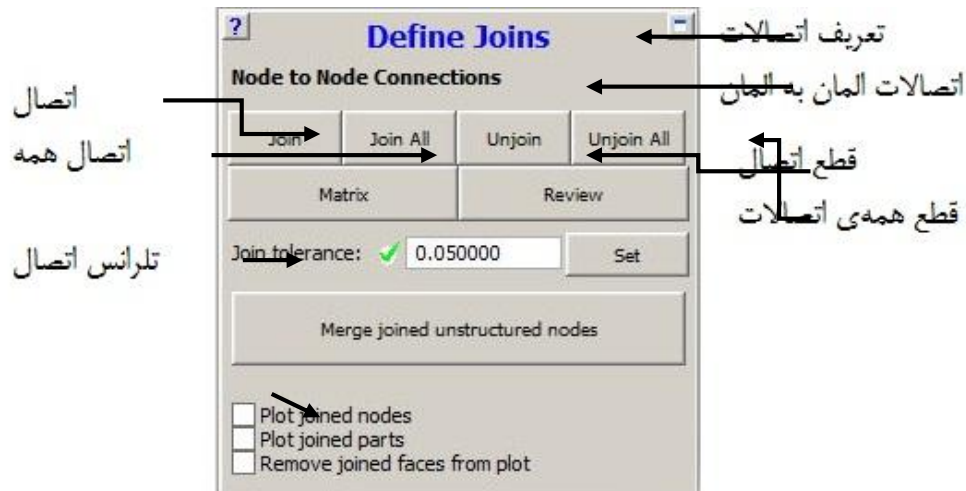 ?
Define Joins
تعریف اتصالات
Node to Node Connections
اتصالات المان به المان
اتصال
Join
Join All
Unjoin
Unjoin All
اتصال همه
قطع اتصال
Matrix
Review
قطع همه‌ی اتصالات
تلرانس اتصال
Join tolerance:
0.050000
Set
Merge joined unstructured nodes
Plot joined nodes
Plot joined parts
Remove joined faces from plot